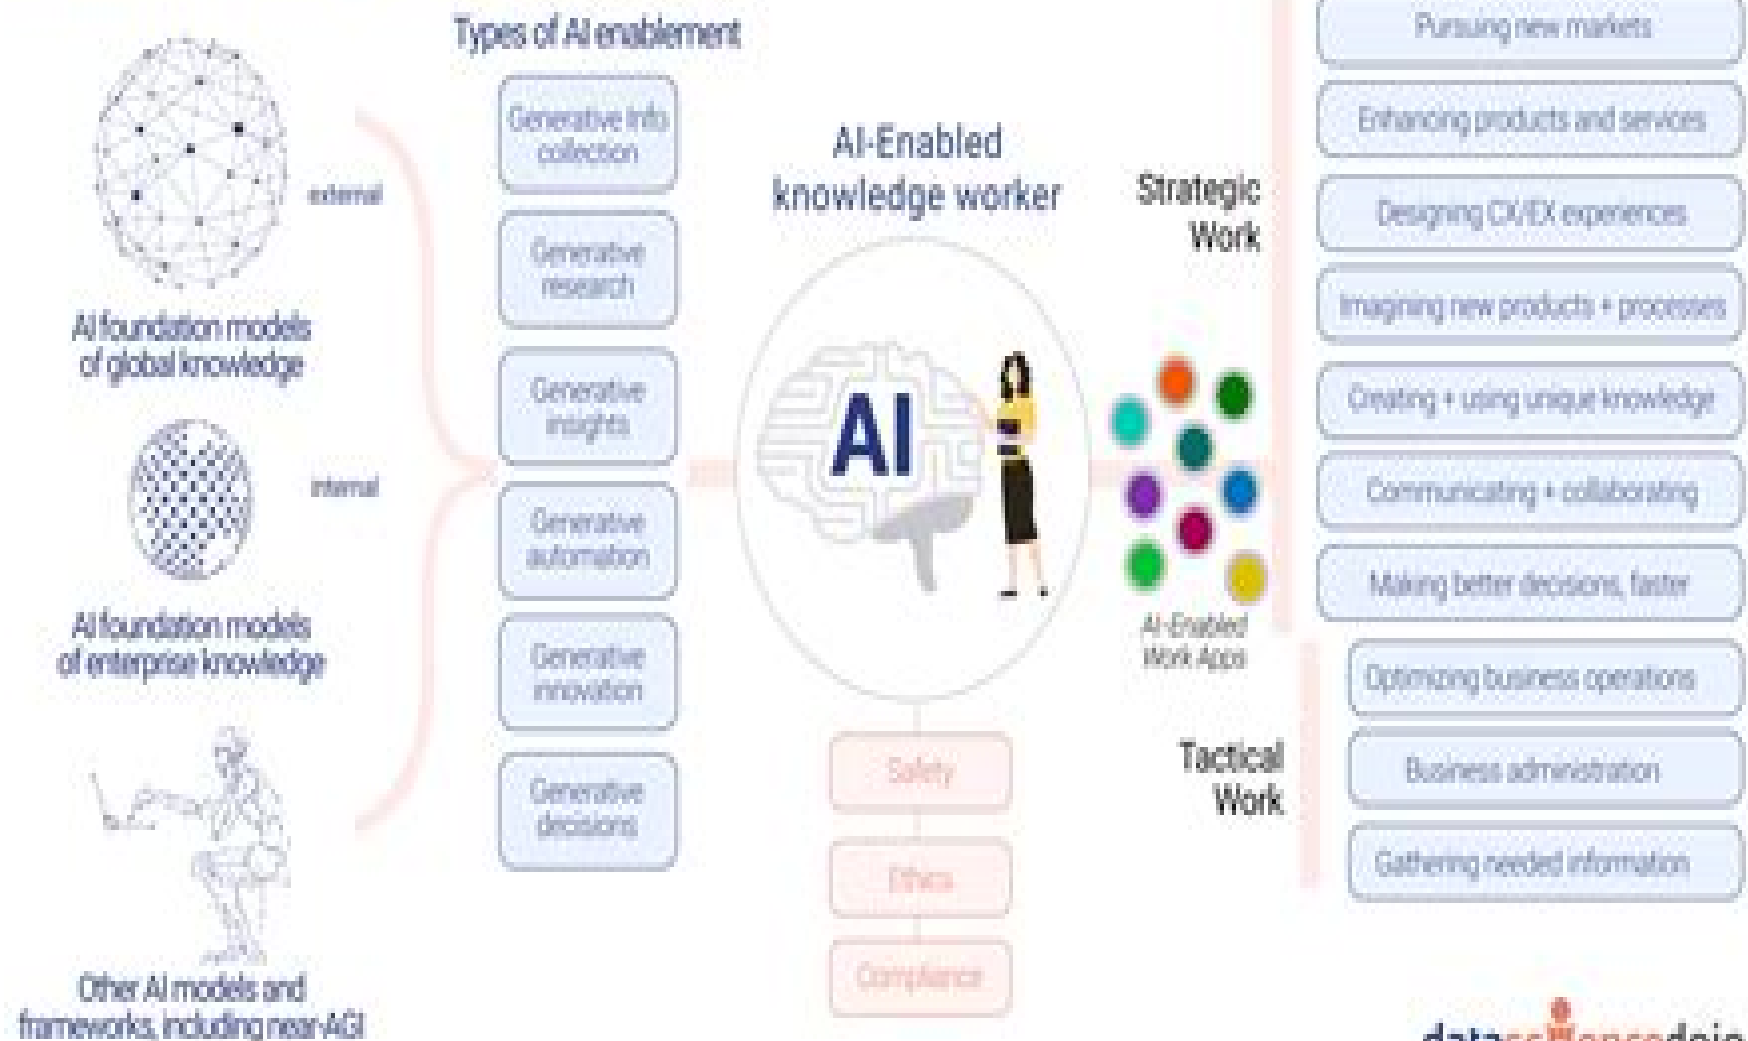 Types of AI enablement
external
AI foundation models
of global knowledge
internal
AI foundation models
of enterprise knowledge
Other AI models and
frameworks, including near-AGI
Generative Info
collection
Generative
research
Generative
insights
Generative
automation
Generative
innovation
Generative
decisions
AI-Enabled
knowledge worker
AI
Safety
Ethics
Compliance
Strategic
Work
AI-Enabled
Work Apps
Tactical
Work
Pursuing new markets
Enhancing products and services
Designing CX/EX experiences
Imagining new products + processes
Creating + using unique knowledge
Communicating + collaborating
Making better decisions, faster
Optimizing business operations
Business administration
Gathering needed information
datasciencedojo